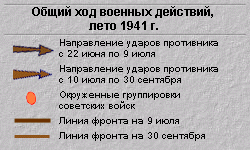 Общий ход военных действий,
лето 1941 г.
Направление ударов противника
с 22 июня по 9 июля
Направление ударов противника
с 10 июля по 30 сентября
Окруженные группировки
советских войск
Линия фронта на 9 июля
Линия фронта на 30 сентября